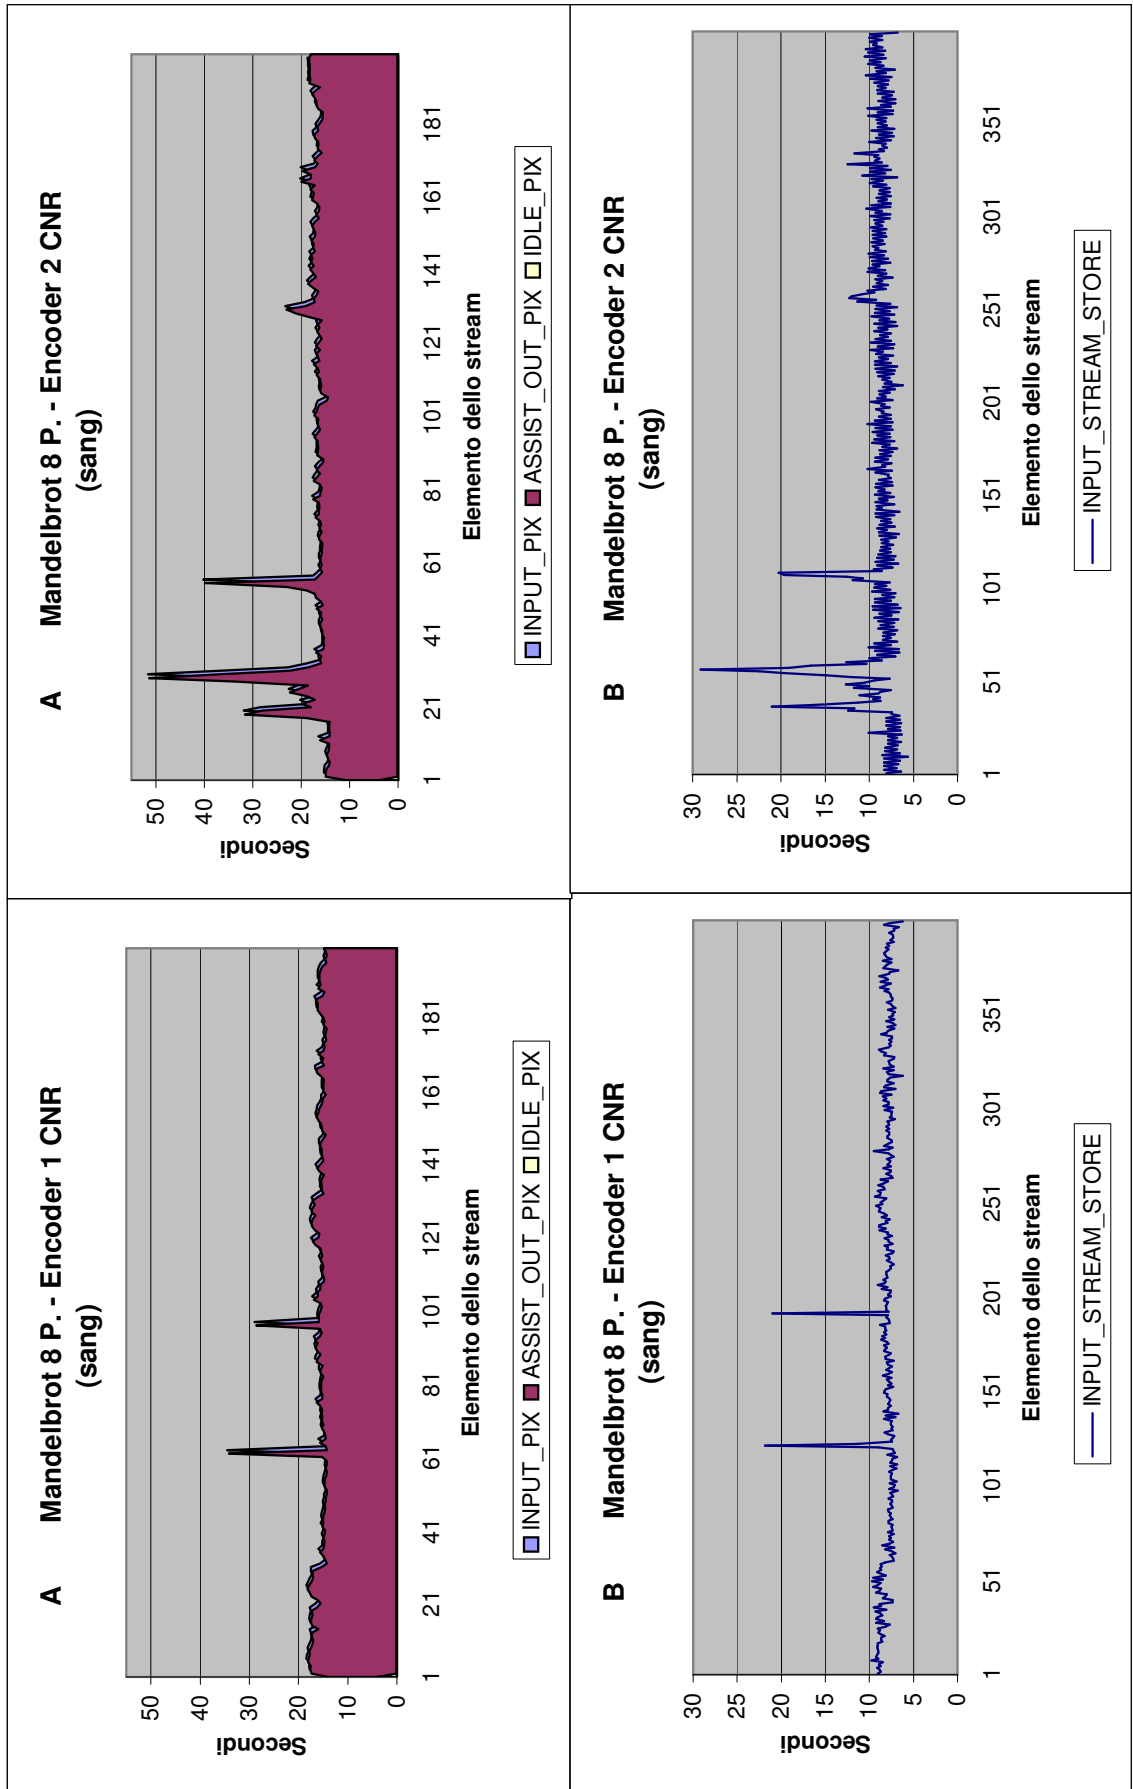 A Mandelbrot 8 P. - Encoder 1 CNR
(sang)
50
40
30
20
10
0
Secondi
1 21 41 61 81 101 121 141 161 181
Elemento dello stream
INPUT_PIX ASSIST_OUT_PIX IDLE_PIX
A Mandelbrot 8 P. - Encoder 2 CNR
(sang)
50
40
30
20
10
0
Secondi
1 21 41 61 81 101 121 141 161 181
Elemento dello stream
INPUT_PIX ASSIST_OUT_PIX IDLE_PIX
B Mandelbrot 8 P. - Encoder 1 CNR
(sang)
30
25
20
15
10
5
0
Secondi
1 51 101 151 201 251 301 351
Elemento dello stream
INPUT_STREAM_STORE
B Mandelbrot 8 P. - Encoder 2 CNR
(sang)
30
25
20
15
10
5
0
Secondi
1 51 101 151 201 251 301 351
Elemento dello stream
INPUT_STREAM_STORE